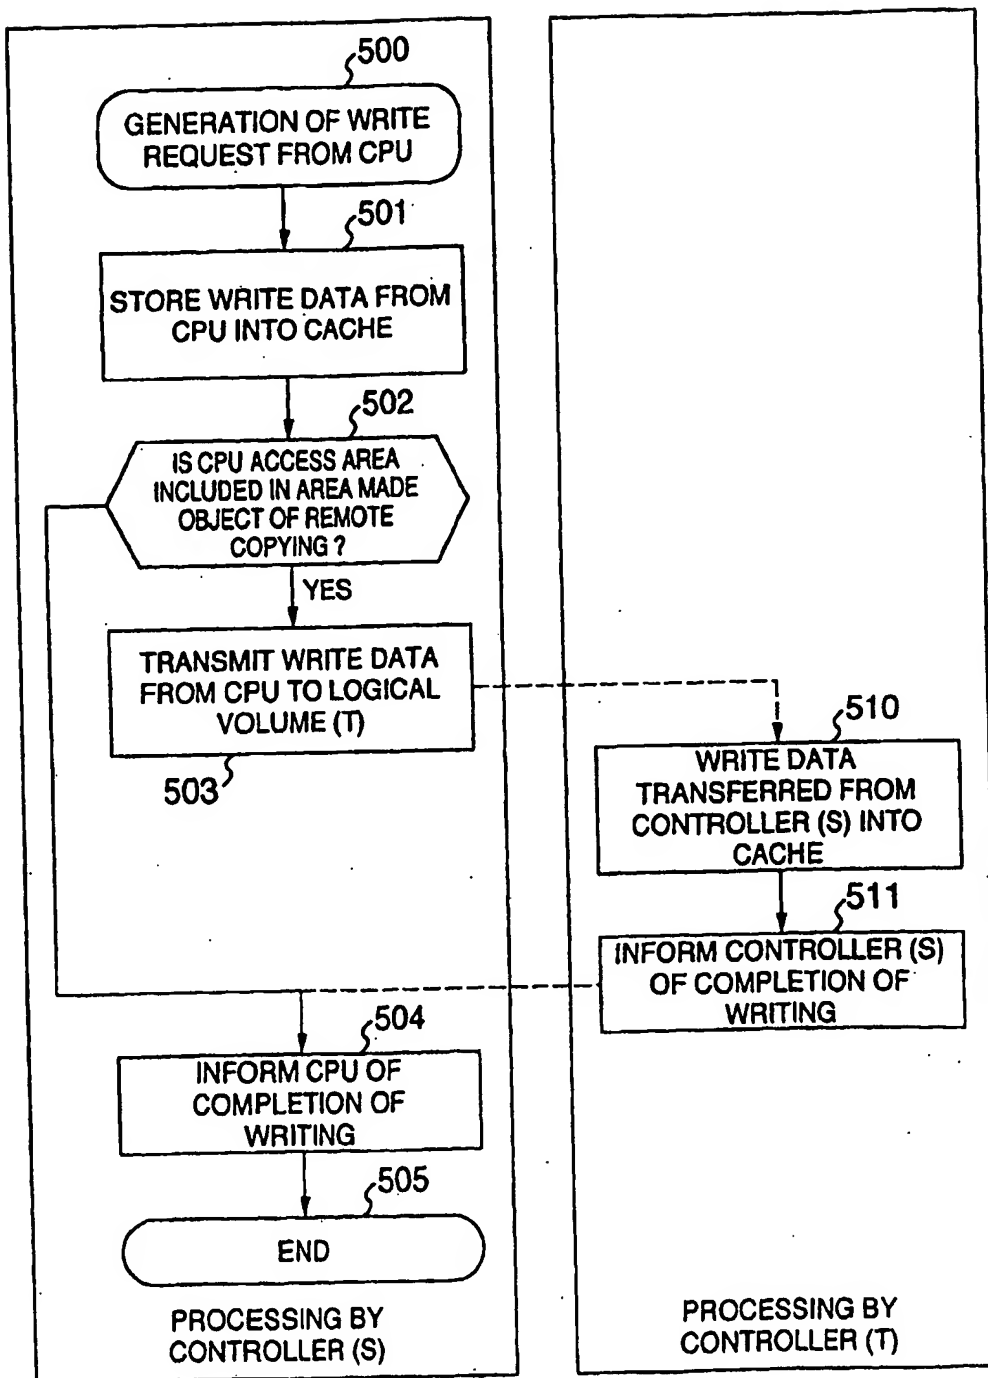 500
GENERATION OF WRITE
REQUEST FROM CPU
501
STORE WRITE DATA FROM
CPU INTO CACHE
502
IS CPU ACCESS AREA
INCLUDED IN AREA MADE
OBJECT OF REMOTE
COPYING ?
YES
TRANSMIT WRITE DATA
FROM CPU TO LOGICAL
VOLUME (T)
503
510
WRITE DATA
TRANSFERRED FROM
CONTROLLER (S) INTO
CACHE
511
INFORM CONTROLLER (S)
OF COMPLETION OF
WRITING
504
INFORM CPU OF
COMPLETION OF
WRITING
505
END
PROCESSING BY
CONTROLLER (S)
PROCESSING BY
CONTROLLER (T)